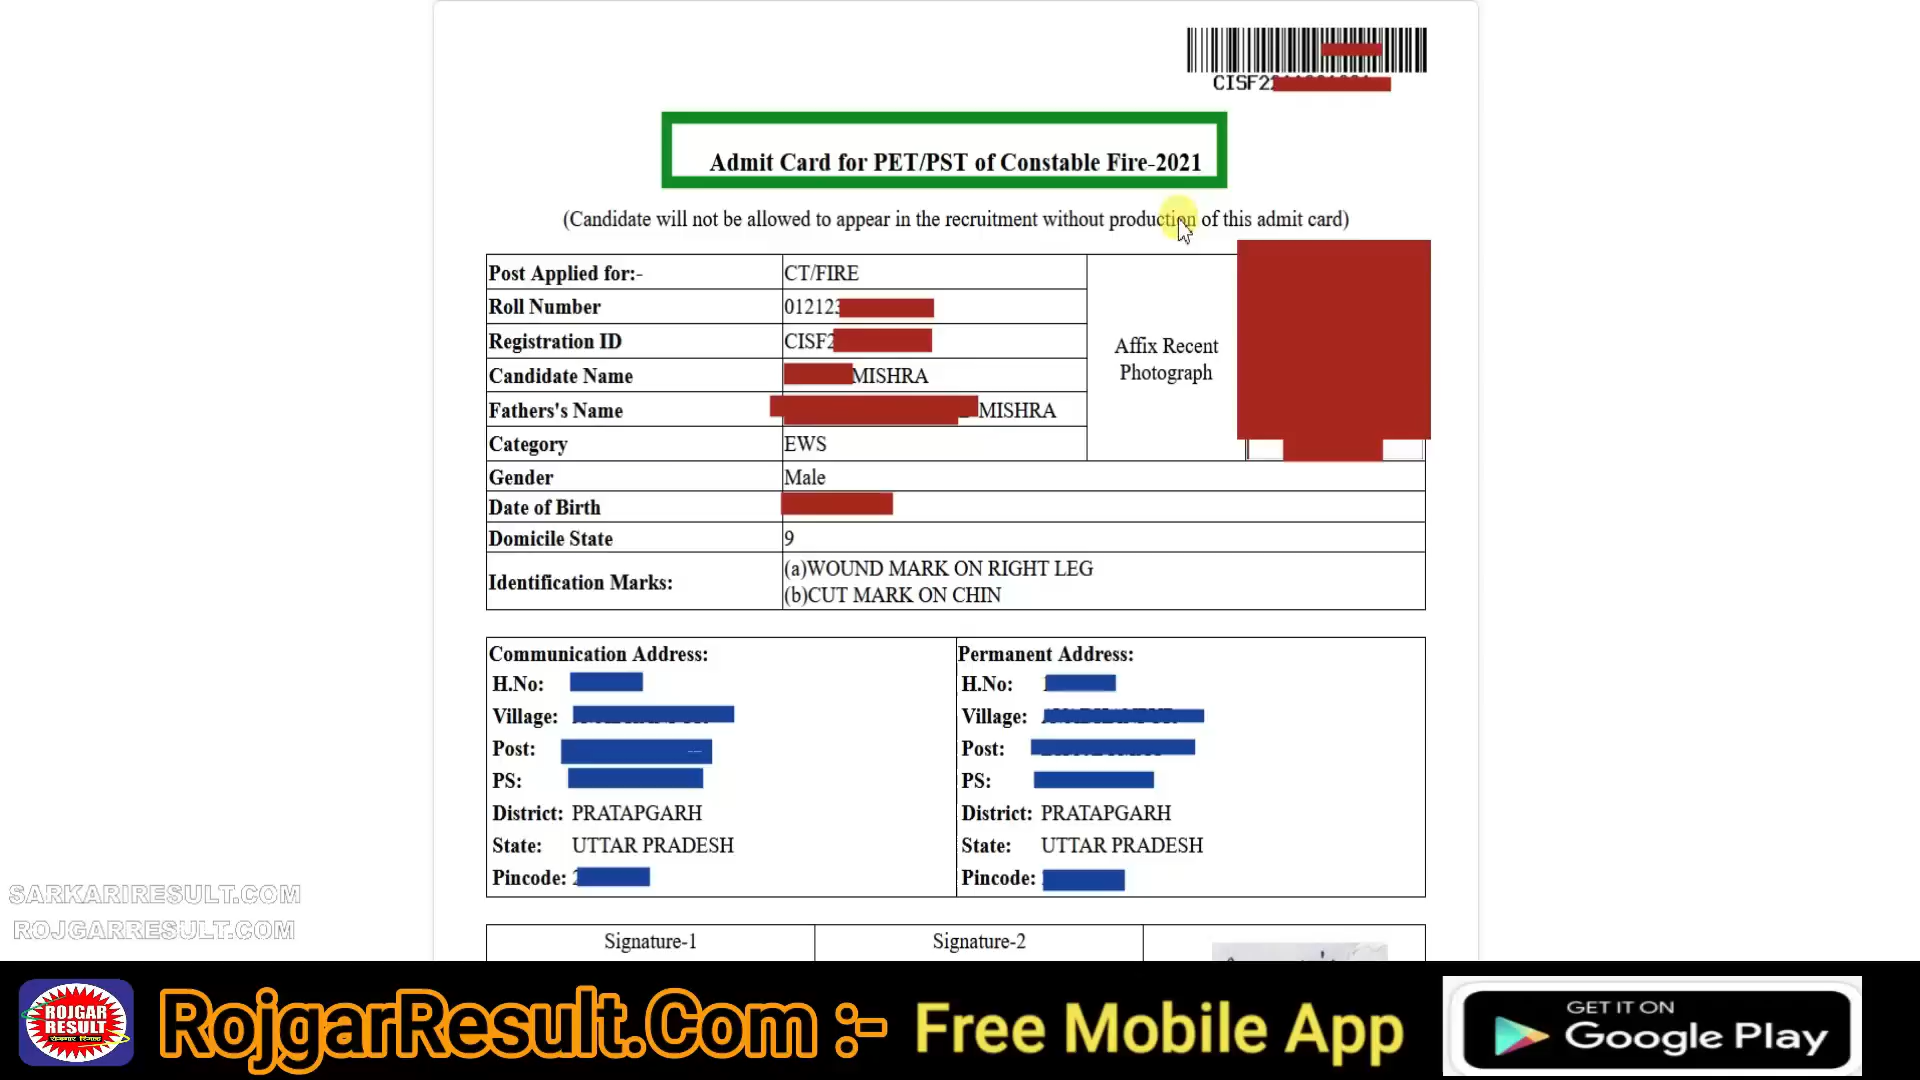 CISF2
Admit Card for PET/PST of Constable Fire-2021
(Candidate will not be allowed to appear in the recruitment without production of this admit card)
Post Applied for:- CT/FIRE
Roll Number 012123
Registration ID CISF2
Candidate Name MISHRA
Fathers's Name MISHRA
Category EWS
Affix Recent
Photograph
Gender Male
Date of Birth
Domicile State 9
Identification Marks: (a)WOUND MARK ON RIGHT LEG
(b)CUT MARK ON CHIN
Communication Address: Permanent Address:
H.No: H.No:
Village: Village:
Post: Post:
PS: PS:
District: PRATAPGARH District: PRATAPGARH
State: UTTAR PRADESH State: UTTAR PRADESH
Pincode: Pincode:
Signature-1 Signature-2
SARKARIRESULT.COM
ROJGARRESULT.COM
ROJGAR
RESULT
रोजगार रिजल्ट
RojgarResult.Com :- Free Mobile App
GET IT ON
Google Play